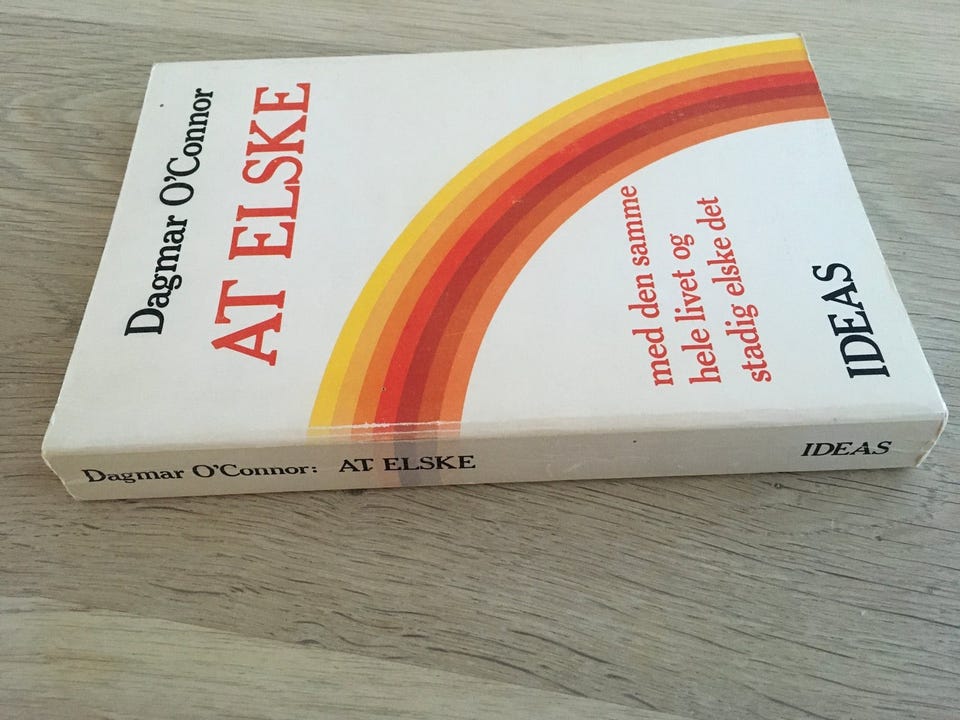 Dagmar O'Connor
AT ELSKE
med den samme
hele livet og
stadig elske det
IDEAS
Dagmar O'Connor: AT ELSKE
IDEAS